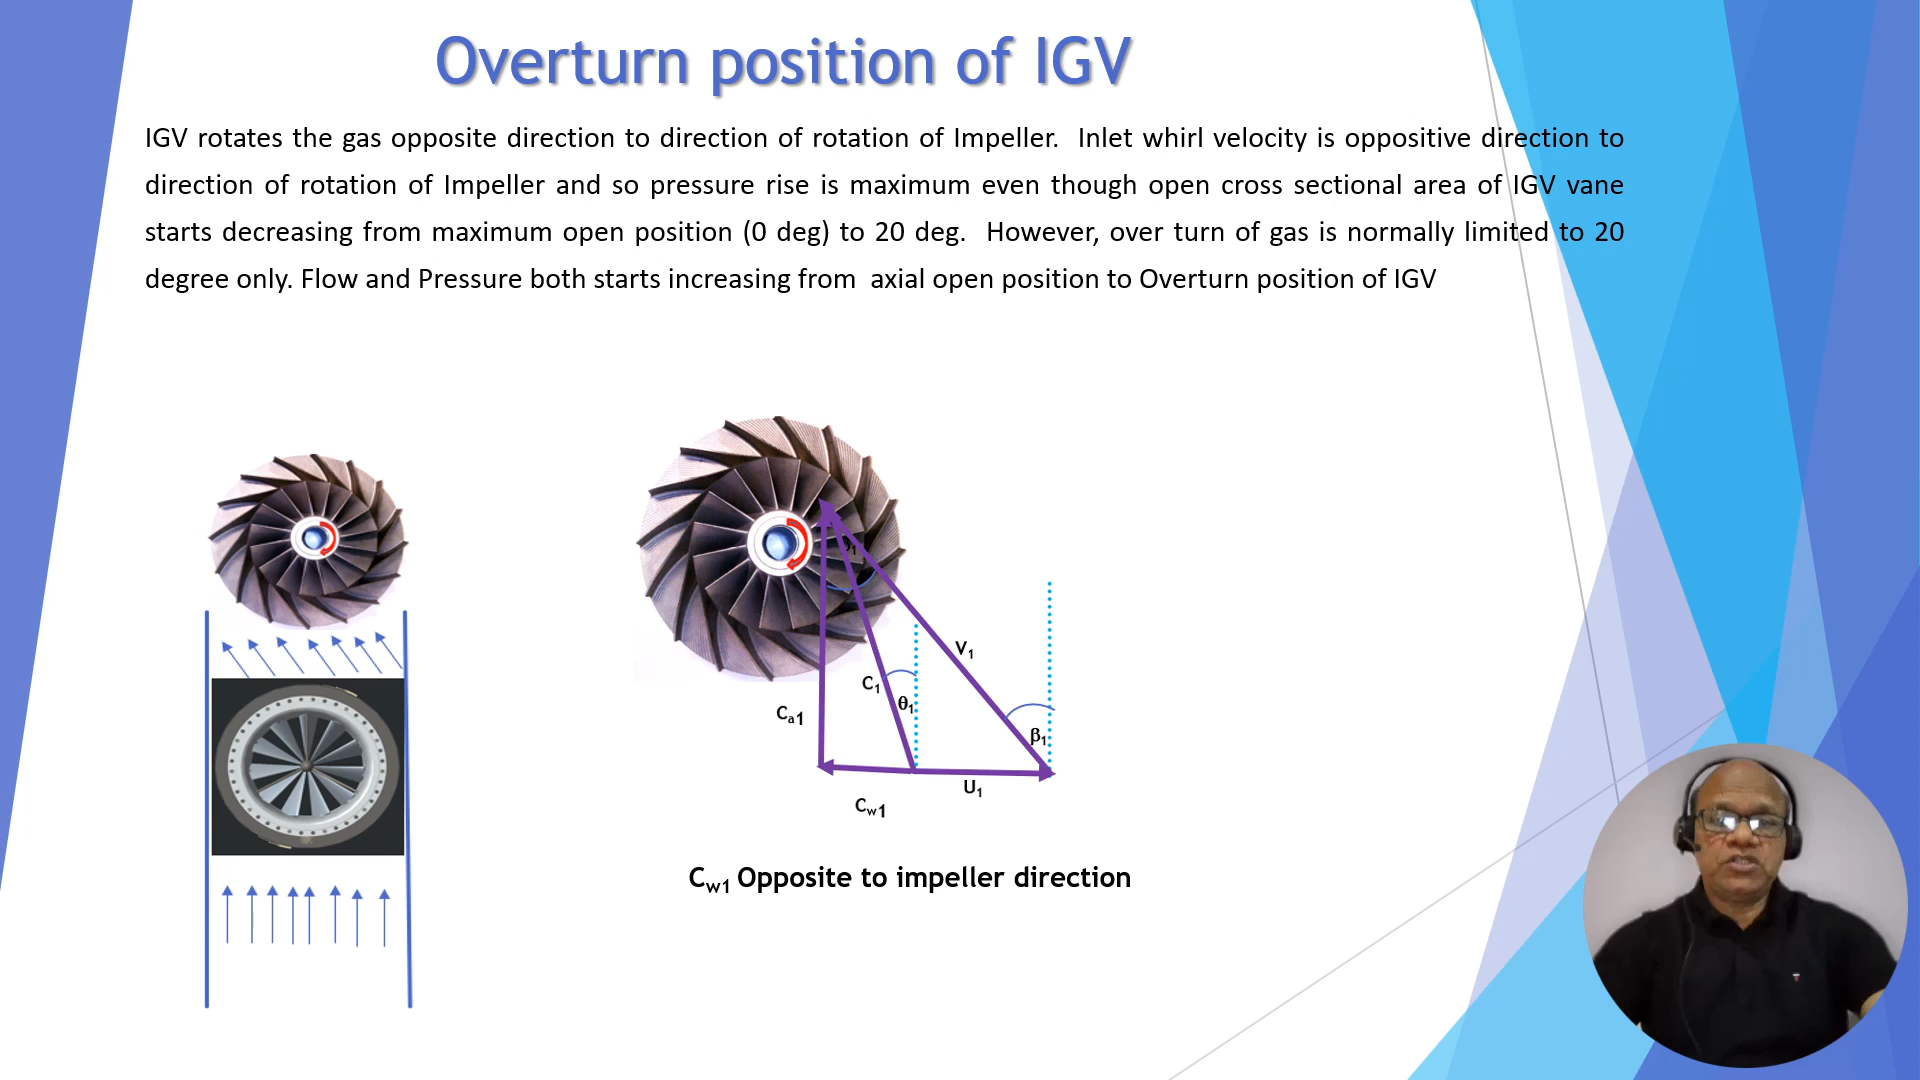 Overturn position of IGV
IGV rotates the gas opposite direction to direction of rotation of Impeller. Inlet whirl velocity is oppositive direction to
direction of rotation of Impeller and so pressure rise is maximum even though open cross sectional area of IGV vane
starts decreasing from maximum open position (0 deg) to 20 deg. However, over turn of gas is normally limited to 20
degree only. Flow and Pressure both starts increasing from axial open position to Overturn position of IGV
V1
C1
θ1
Ca1
β1
U1
Cw1
Cw1 Opposite to impeller direction